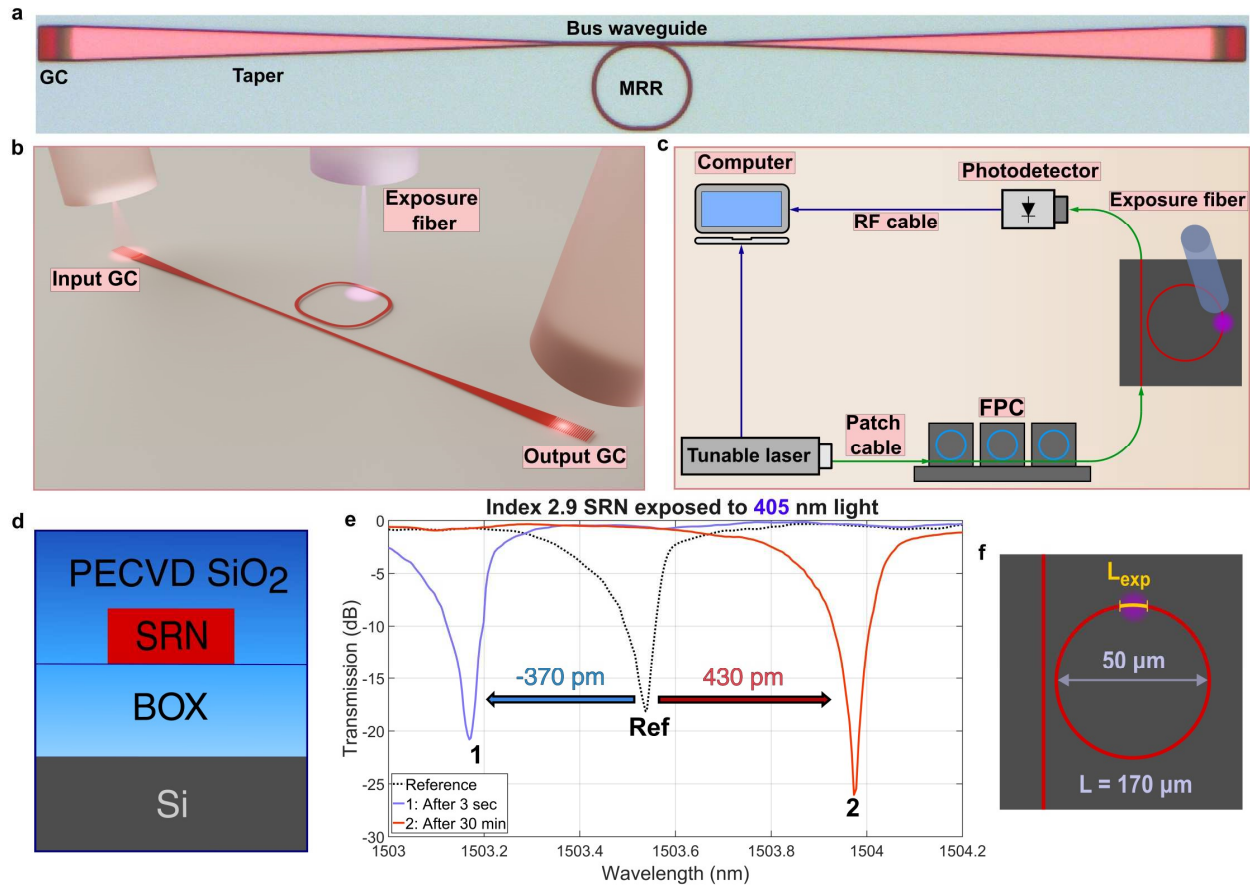 a
Bus waveguide
GC
Taper
MRR
b
Exposure
fiber
Input GC
Output GC
c
Computer
Photodetector
Exposure fiber
RF cable
FPC
Patch
cable
Tunable laser
d
PECVD SiO2
SRN
BOX
Si
e
Index 2.9 SRN exposed to 405 nm light
Transmission (dB)
0
-5
-10
-15
-20
-25
-30
-370 pm
430 pm
Ref
1
2
Reference
1: After 3 sec
2: After 30 min
1503
1503.2
1503.4
1503.6
1503.8
1504
1504.2
Wavelength (nm)
f
Lexp
50 µm
L = 170 µm